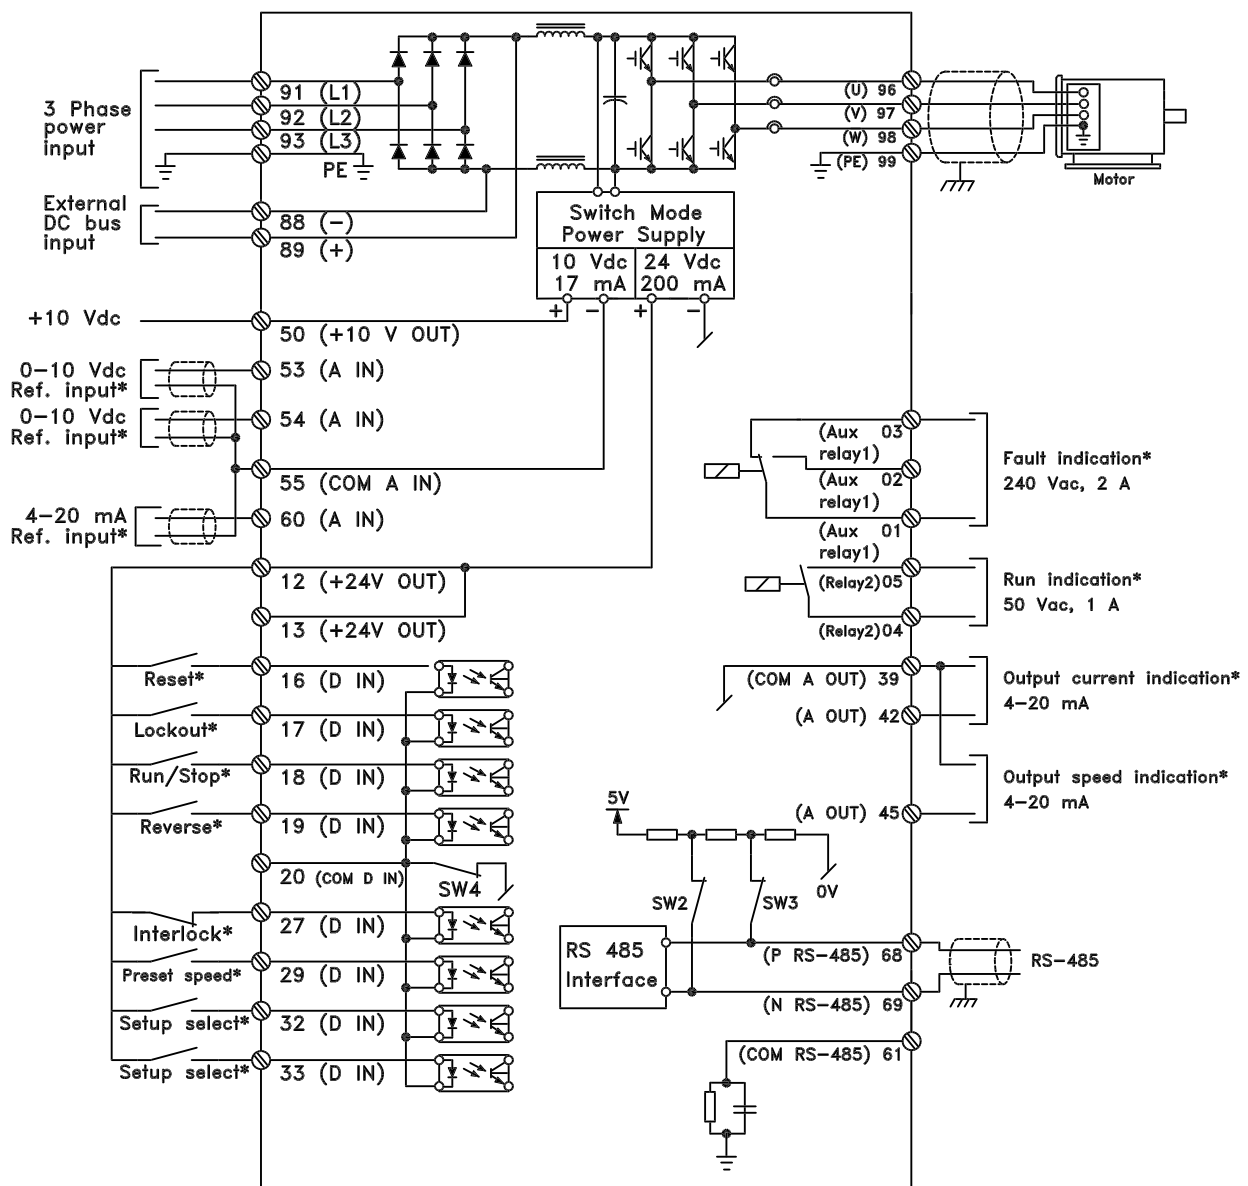 3 Phase
power
input
91 (L1)
92 (L2)
93 (L3)
PE
External
DC bus
input
88 (−)
89 (+)
Switch Mode
Power Supply
10 Vdc
17 mA
24 Vdc
200 mA
+ −
+ −
(U) 96
(V) 97
(W) 98
(PE) 99
Motor
+10 Vdc
50 (+10 V OUT)
0−10 Vdc
Ref. input*
53 (A IN)
0−10 Vdc
Ref. input*
54 (A IN)
55 (COM A IN)
4−20 mA
Ref. input*
60 (A IN)
12 (+24V OUT)
13 (+24V OUT)
Reset*
16 (D IN)
Lockout*
17 (D IN)
Run/Stop*
18 (D IN)
Reverse*
19 (D IN)
20 (COM D IN)
SW4
Interlock*
27 (D IN)
Preset speed*
29 (D IN)
Setup select*
32 (D IN)
Setup select*
33 (D IN)
(Aux 03
relay1)
(Aux 02
relay1)
(Aux 01
relay1)
Fault indication*
240 Vac, 2 A
(Relay2) 05
(Relay2) 04
Run indication*
50 Vac, 1 A
(COM A OUT) 39
(A OUT) 42
Output current indication*
4−20 mA
(A OUT) 45
Output speed indication*
4−20 mA
5V
0V
SW2
SW3
RS 485
Interface
(P RS−485) 68
(N RS−485) 69
RS−485
(COM RS−485) 61